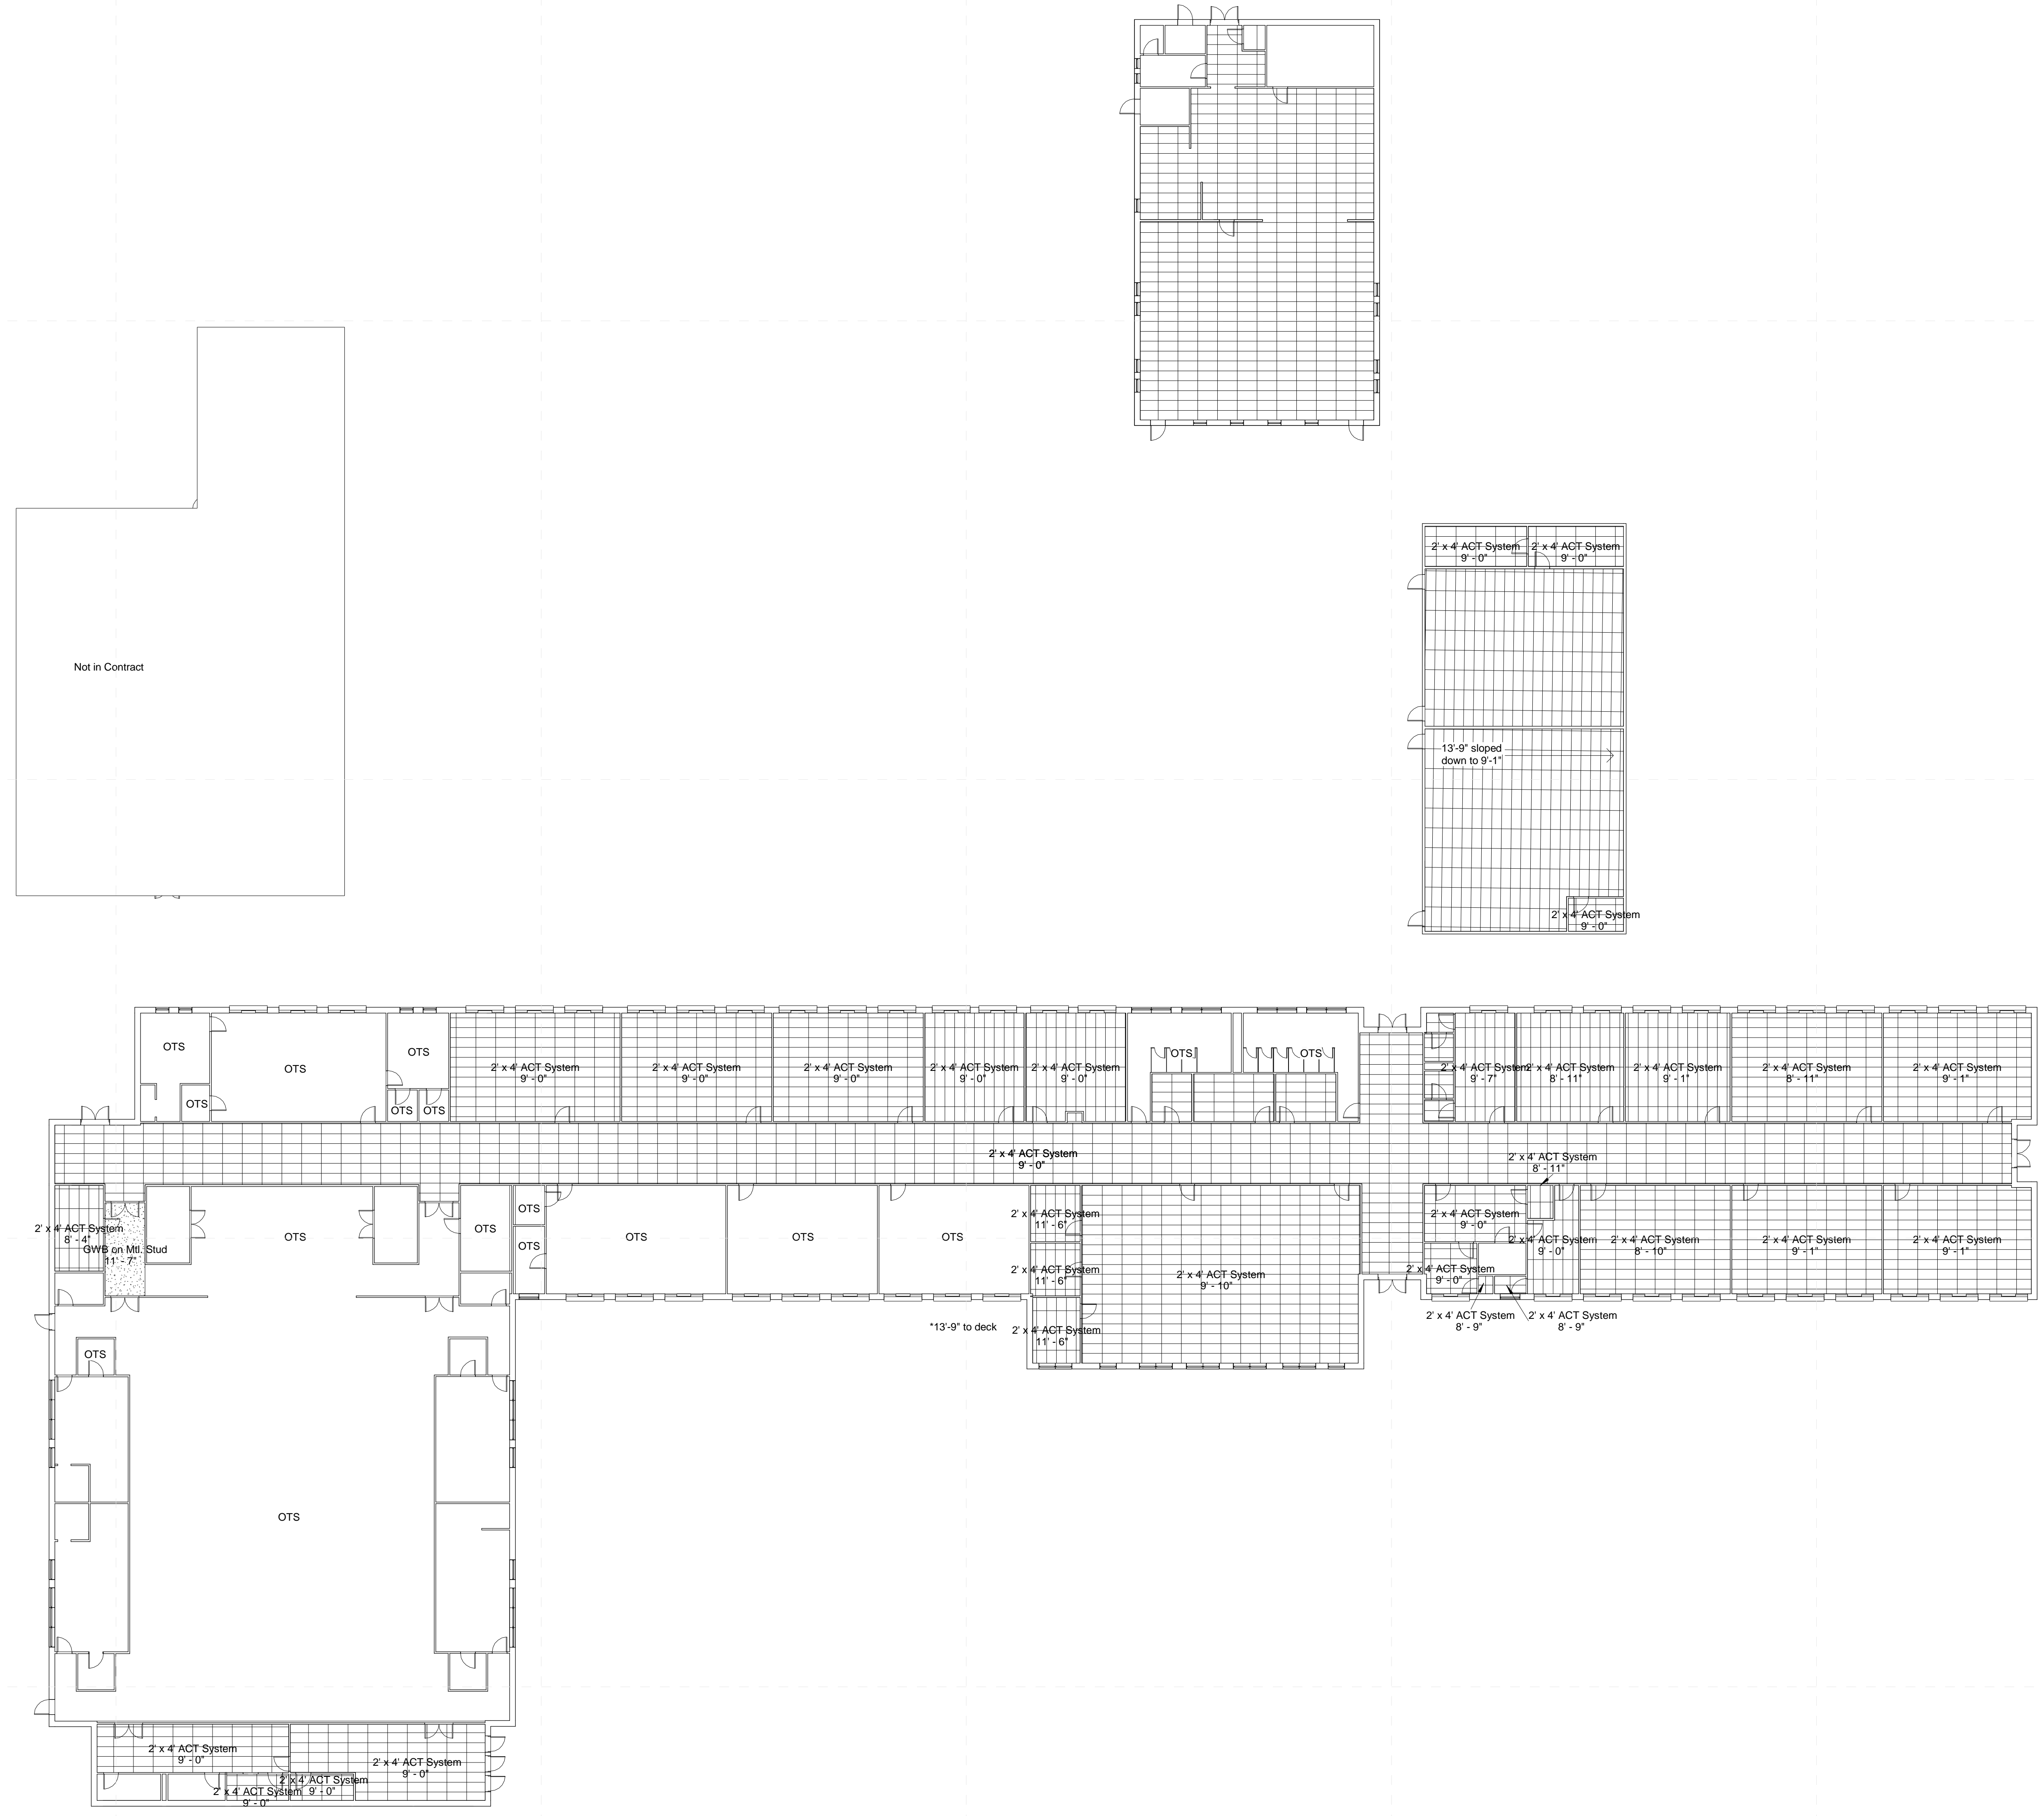 2' x 4' ACT System
9' - 0"
2' x 4' ACT System
9' - 0"
Not in Contract
13'-9" sloped
down to 9'-1"
2' x 4' ACT System
9' - 0"
OTS
OTS
OTS
OTS
OTS
OTS
2' x 4' ACT System
9' - 0"
2' x 4' ACT System
9' - 0"
2' x 4' ACT System
9' - 0"
2' x 4' ACT System
9' - 0"
2' x 4' ACT System
9' - 0"
OTS
OTS
2' x 4' ACT System
9' - 7"
2' x 4' ACT System
8' - 11"
2' x 4' ACT System
9' - 1"
2' x 4' ACT System
8' - 11"
2' x 4' ACT System
9' - 1"
2' x 4' ACT System
9' - 0"
2' x 4' ACT System
8' - 11"
2' x 4' ACT System
8' - 4"
GWB on Mtl. Stud
11' - 7"
OTS
OTS
OTS
OTS
OTS
OTS
OTS
2' x 4' ACT System
11' - 6"
2' x 4' ACT System
11' - 6"
2' x 4' ACT System
11' - 6"
2' x 4' ACT System
9' - 10"
2' x 4' ACT System
9' - 0"
2' x 4' ACT System
9' - 0"
2' x 4' ACT System
9' - 0"
2' x 4' ACT System
8' - 10"
2' x 4' ACT System
9' - 1"
2' x 4' ACT System
9' - 1"
2' x 4' ACT System
8' - 9"
2' x 4' ACT System
8' - 9"
*13'-9" to deck
OTS
OTS
2' x 4' ACT System
9' - 0"
2' x 4' ACT System
9' - 0"
2' x 4' ACT System
9' - 0"
2' x 4' ACT System
9' - 0"